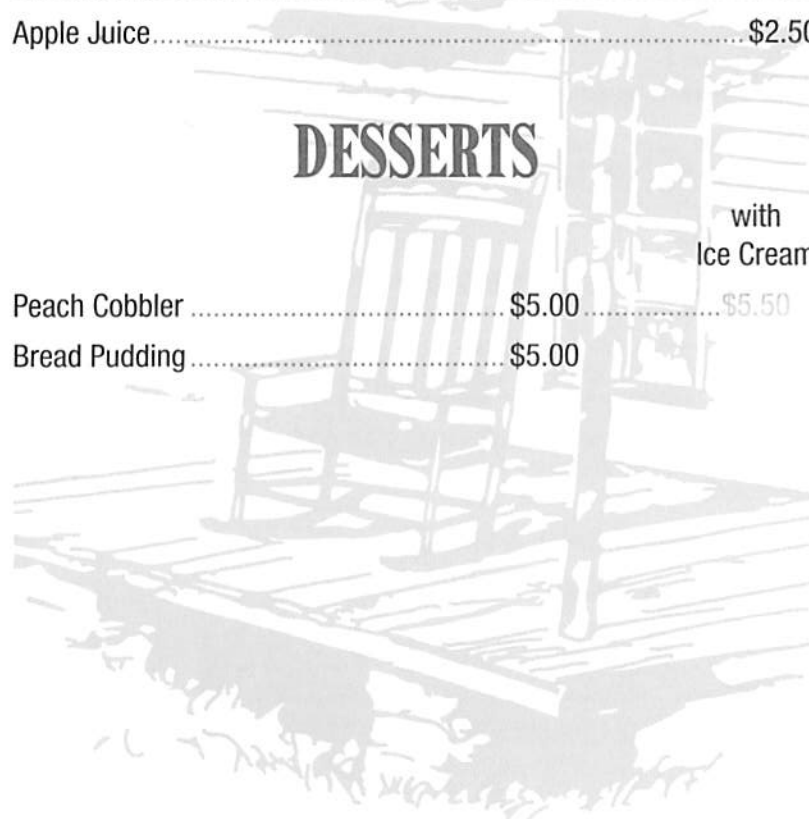 Apple Juice.......... $2.50
DESSERTS
with
Ice Cream
Peach Cobbler .......... $5.00 .......... $5.50
Bread Pudding .......... $5.00